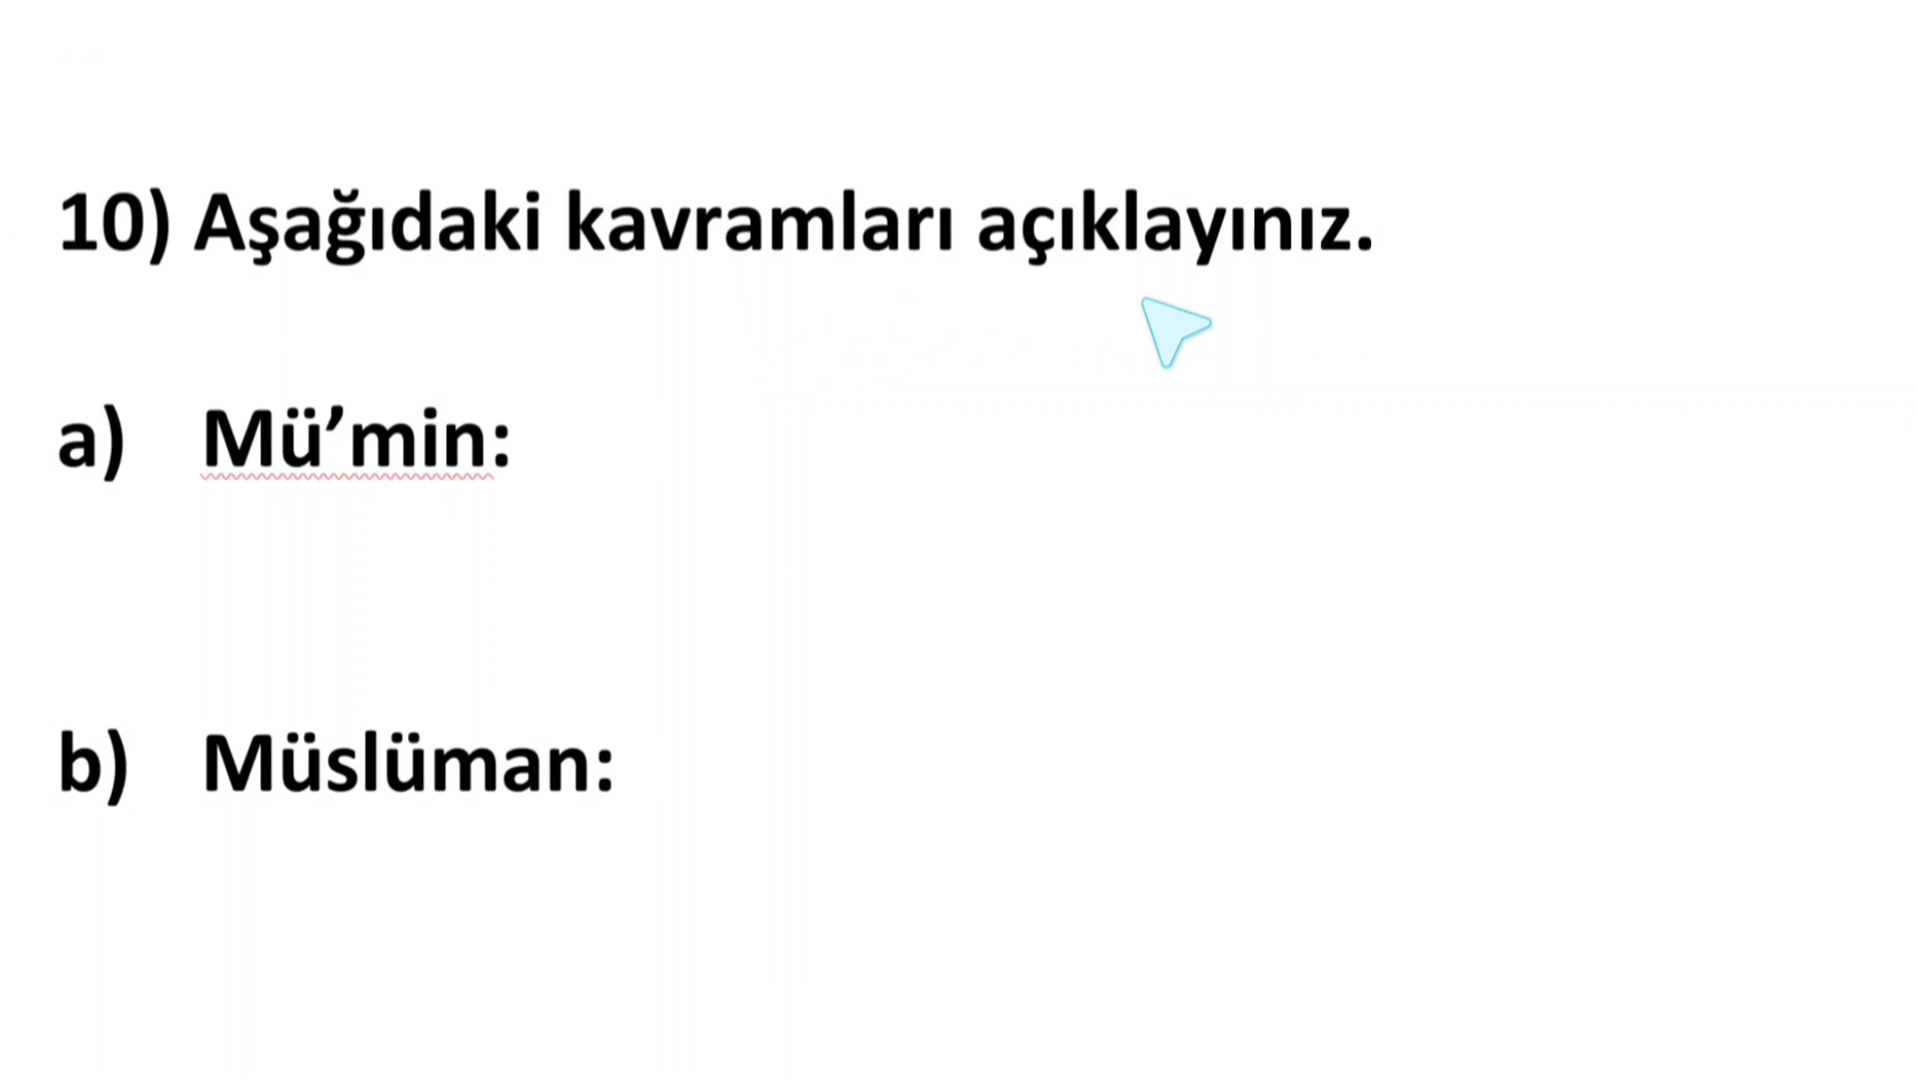 10) Aşağıdaki kavramları açıklayınız.
a) Mü’min:
b) Müslüman: